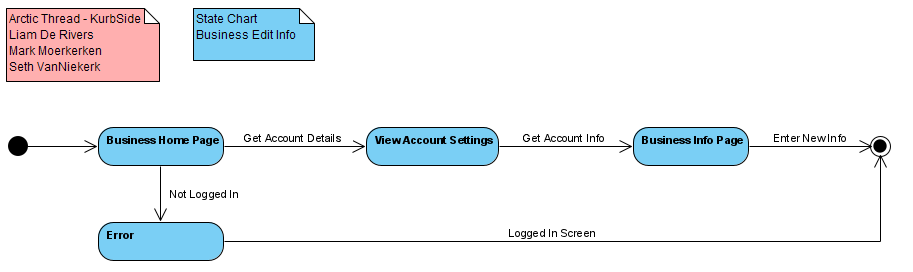 Arctic Thread - KurbSide
Liam De Rivers
Mark Moerkerken
Seth VanNiekerk
State Chart
Business Edit Info
Business Home Page
Get Account Details
View Account Settings
Get Account Info
Business Info Page
Enter New Info
Not Logged In
Error
Logged In Screen